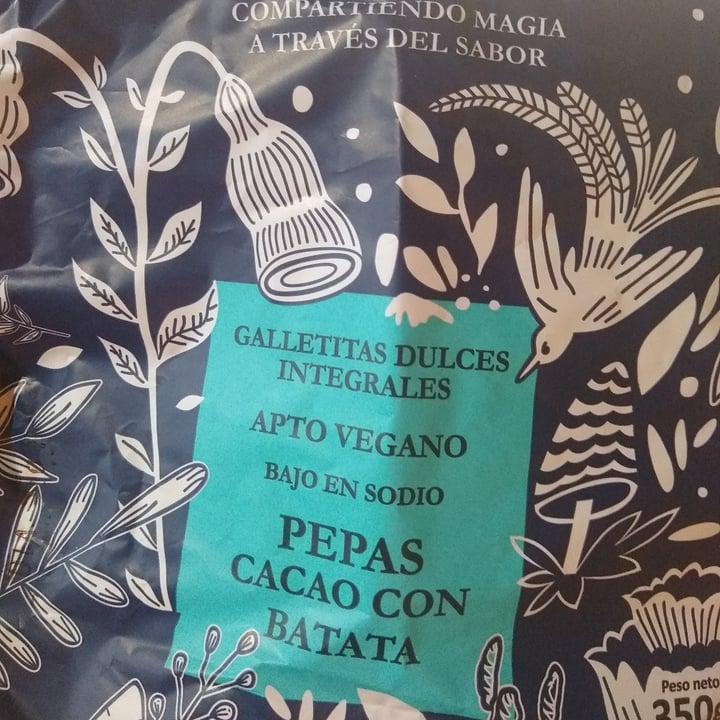 COMPARTIENDO MAGIA
A TRAVÉS DEL SABOR
GALLETITAS DULCES
INTEGRALES
APTO VEGANO
BAJO EN SODIO
PEPAS
CACAO CON
BATATA
Peso neto
350g